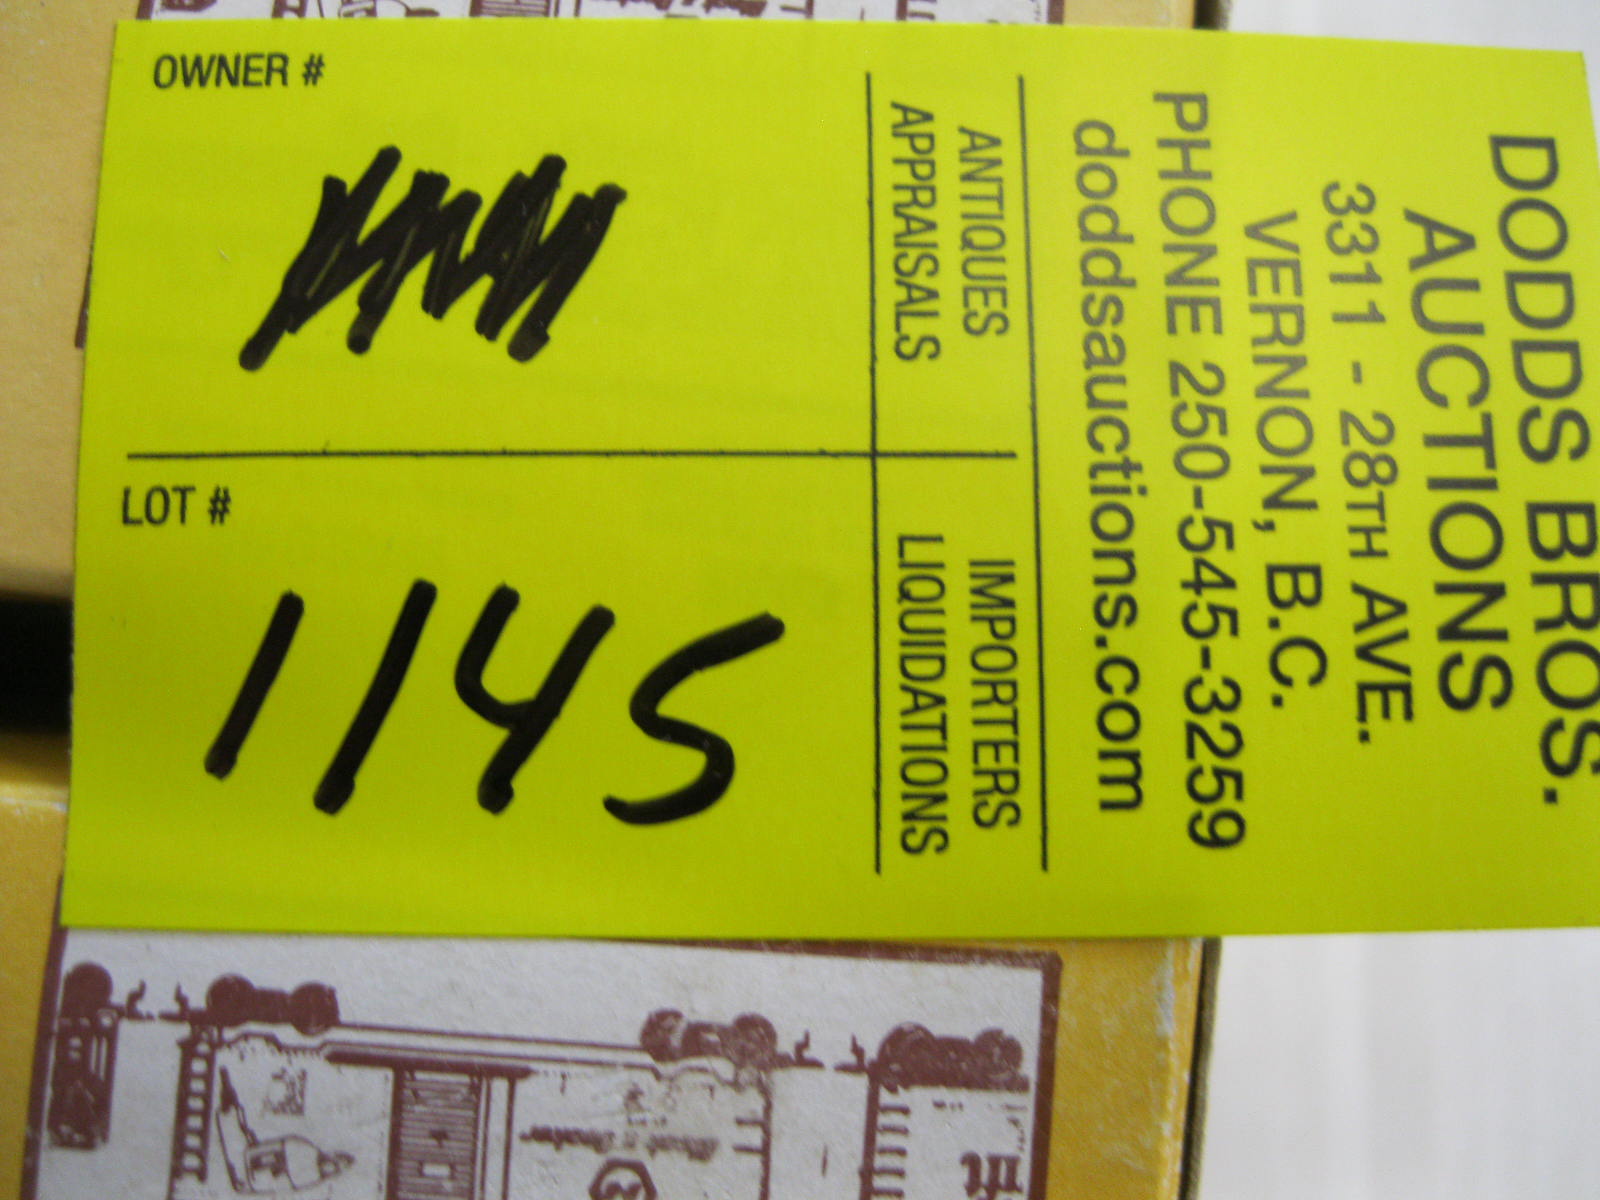 DODDS BROS.
AUCTIONS
3311 - 28TH AVE.
VERNON, B.C.
PHONE 250-545-3259
doddsauctions.com
ANTIQUES
APPRAISALS
IMPORTERS
LIQUIDATIONS
OWNER #
LOT #
1145